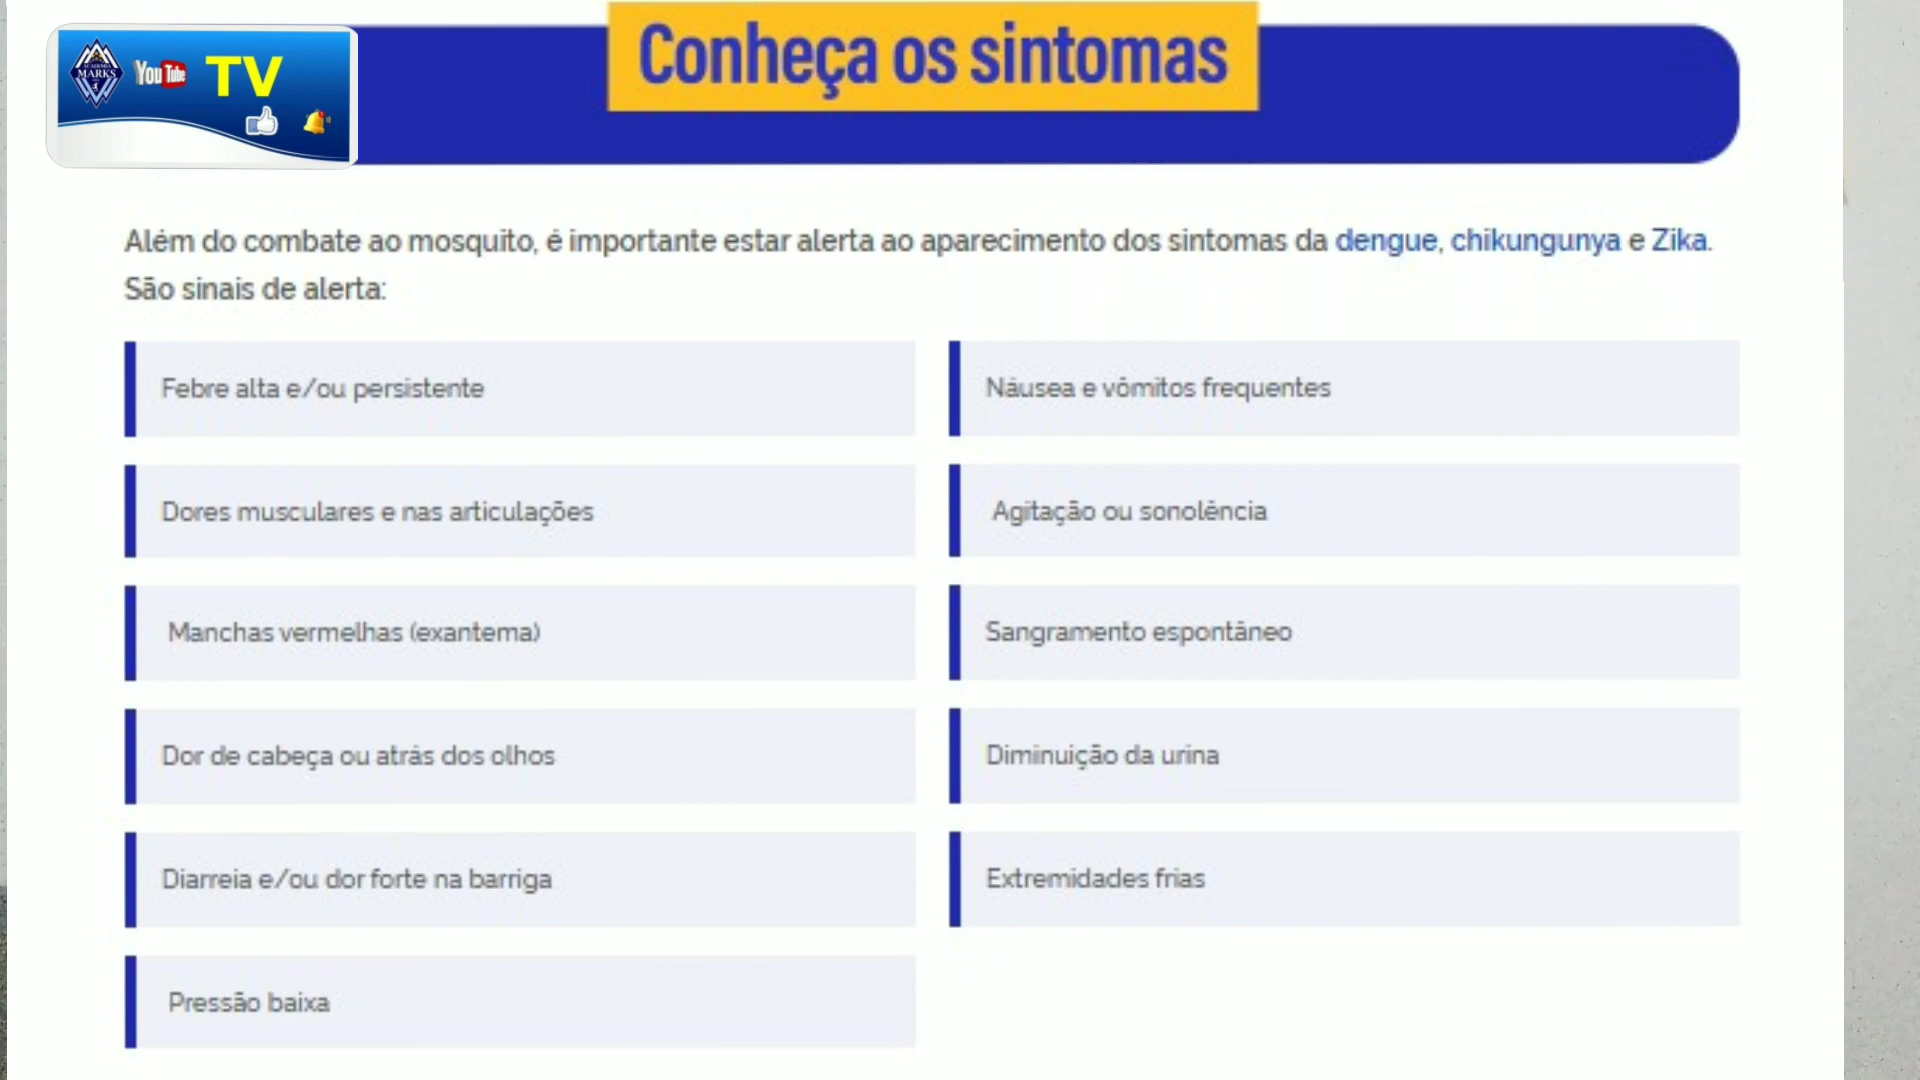 Conheça os sintomas
ACADEMIA
MARKS
YouTube
TV
Além do combate ao mosquito, é importante estar alerta ao aparecimento dos sintomas da dengue, chikungunya e Zika.
São sinais de alerta:
Febre alta e/ou persistente
Náusea e vômitos frequentes
Dores musculares e nas articulações
Agitação ou sonolência
Manchas vermelhas (exantema)
Sangramento espontâneo
Dor de cabeça ou atrás dos olhos
Diminuição da urina
Diarreia e/ou dor forte na barriga
Extremidades frias
Pressão baixa